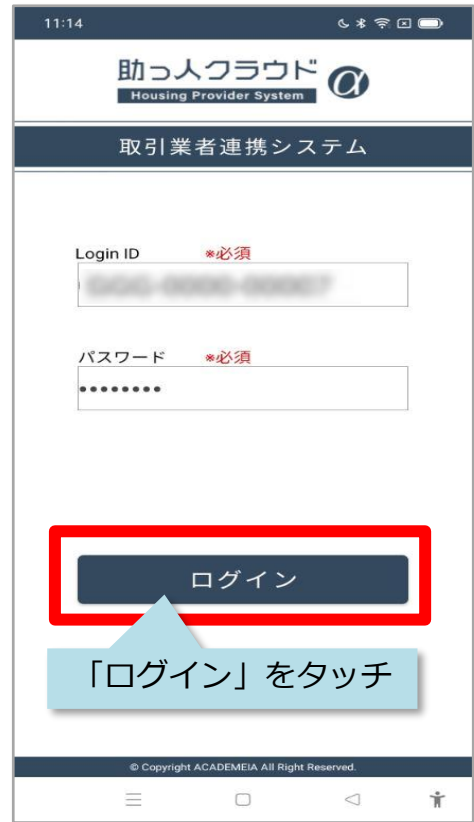 11:14
助っ人クラウド
Housing Provider System α
取引業者連携システム
Login ID ※必須
パスワード ※必須
••••••••
ログイン
「ログイン」をタッチ
© Copyright ACADEMEIA All Right Reserved.